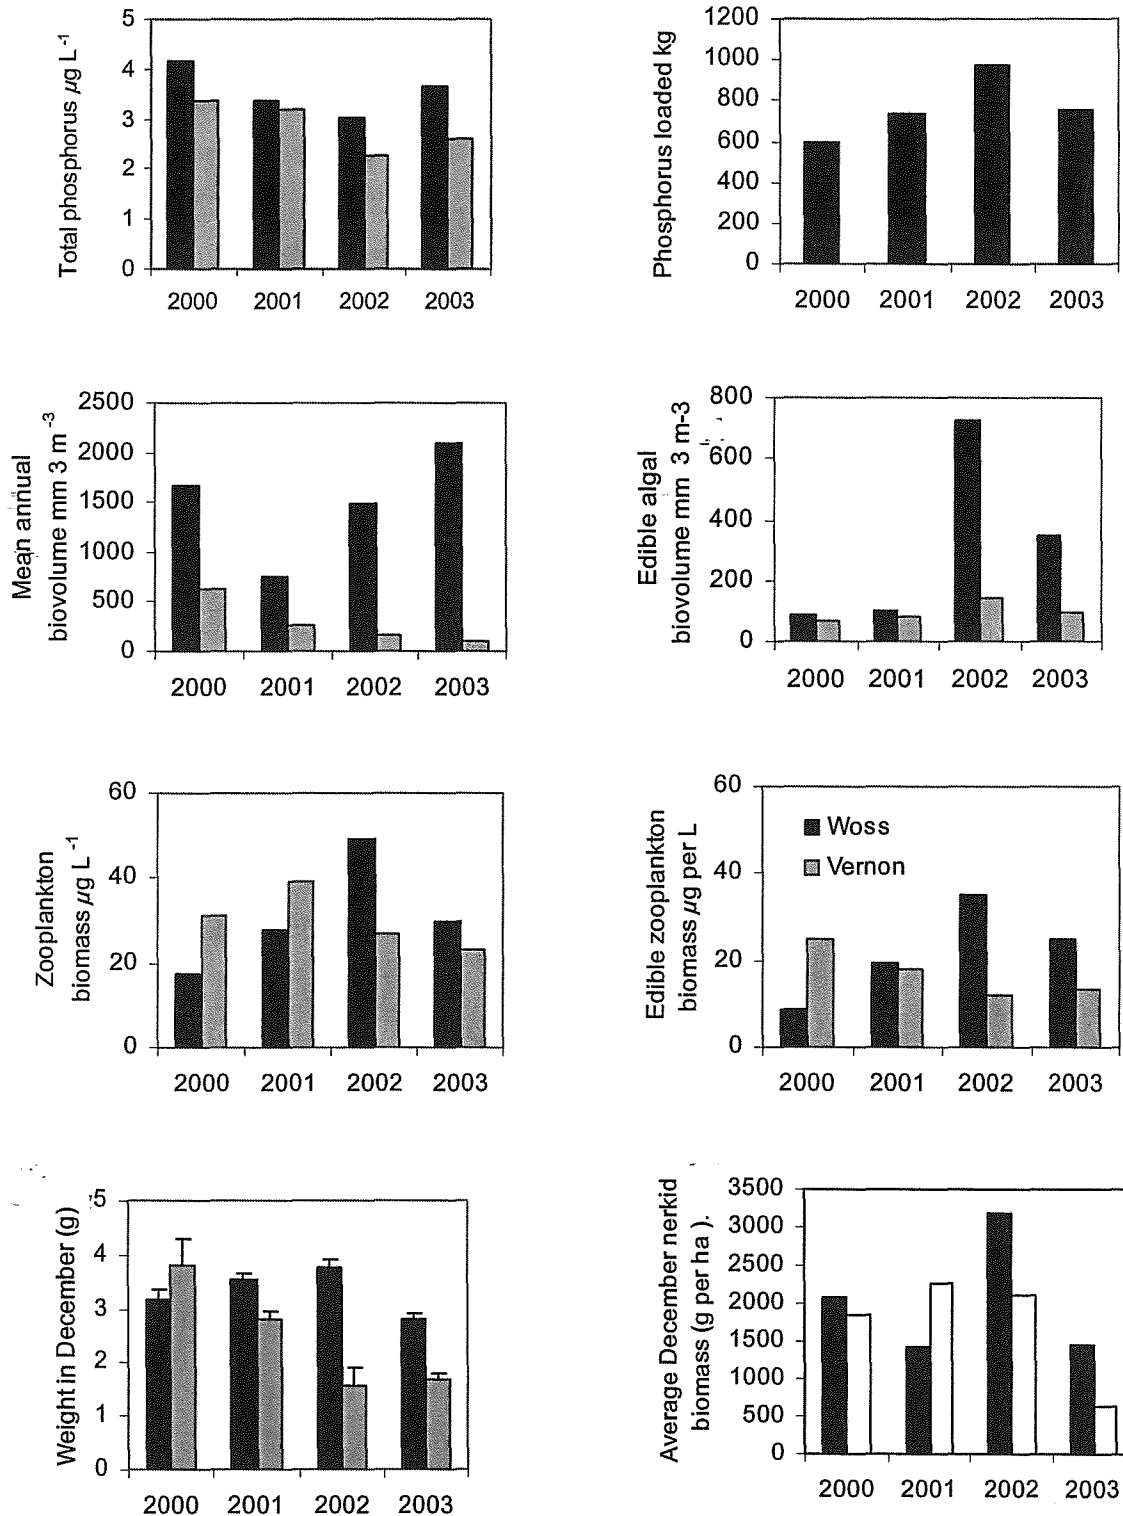 Total phosphorus µg L-1
5
4
3
2
1
0
2000 2001 2002 2003
Phosphorus loaded kg
1200
1000
800
600
400
200
0
2000 2001 2002 2003
Mean annual
biovolume mm 3 m -3
2500
2000
1500
1000
500
0
2000 2001 2002 2003
Edible algal
biovolume mm 3 m-3
800
600
400
200
0
2000 2001 2002 2003
Zooplankton
biomass µg L-1
60
40
20
0
2000 2001 2002 2003
Edible zooplankton
biomass µg per L
60
40
20
0
Woss
Vernon
2000 2001 2002 2003
Weight in December (g)
5
4
3
2
1
0
2000 2001 2002 2003
Average December nerkid
biomass (g per ha ).
3500
3000
2500
2000
1500
1000
500
0
2000 2001 2002 2003